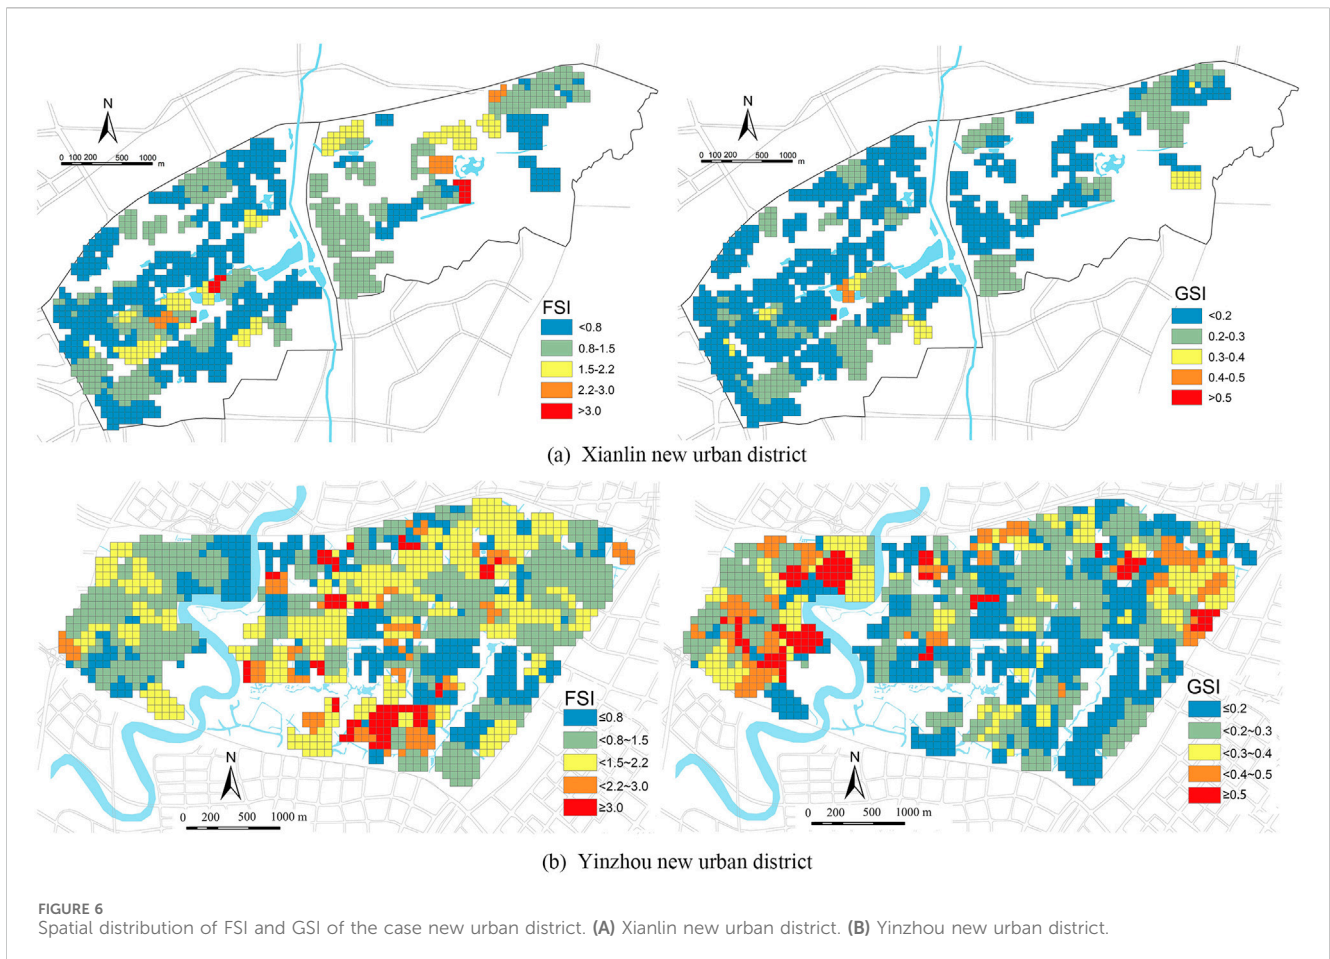 N
0 100 200 500 1000
m
FSI
<0.8
0.8-1.5
1.5-2.2
2.2-3.0
>3.0
N
0 100 200 500 1000
m
GSI
<0.2
0.2-0.3
0.3-0.4
0.4-0.5
>0.5
(a) Xianlin new urban district
FSI
≤0.8
<0.8~1.5
<1.5~2.2
<2.2~3.0
≥3.0
N
0 200 500 1000 m
GSI
≤0.2
<0.2~0.3
<0.3~0.4
<0.4~0.5
≥0.5
N
0 200 500 1000 m
(b) Yinzhou new urban district
FIGURE 6
Spatial distribution of FSI and GSI of the case new urban district. (A) Xianlin new urban district. (B) Yinzhou new urban district.